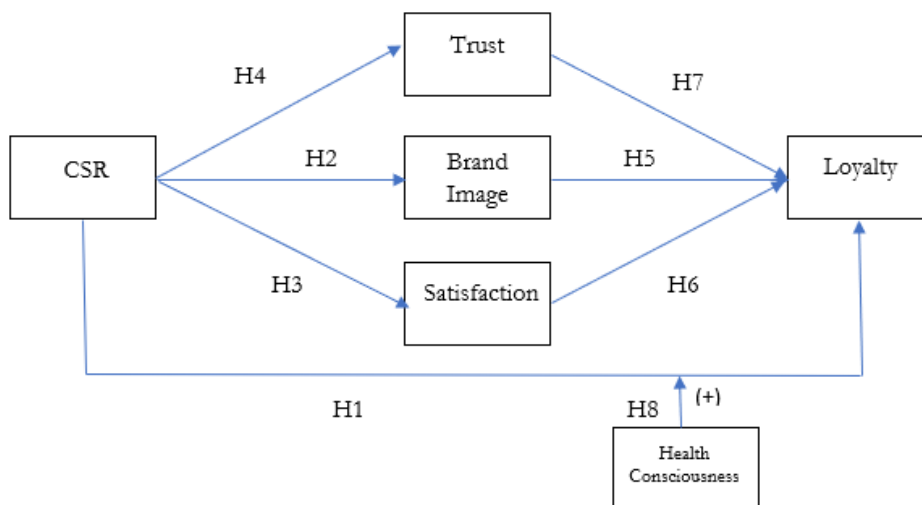 Trust
H4
H7
CSR
H2
Brand
Image
H5
Loyalty
H3
Satisfaction
H6
H1
H8
(+)
Health
Consciousness